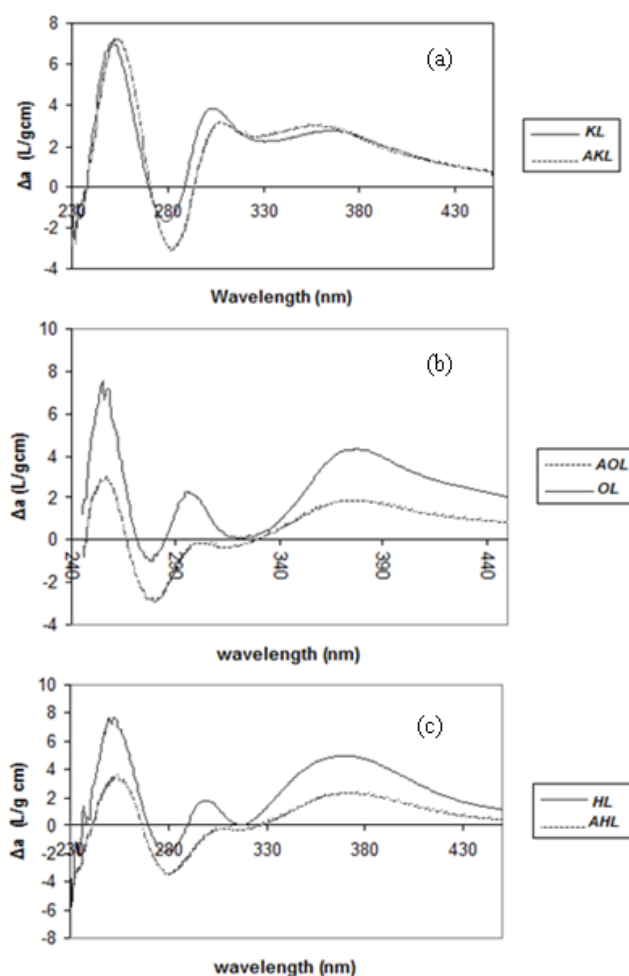 Δa (L/gcm)
8
6
4
2
0
-2
-4
230
280
330
380
430
(a)
KL
AKL
Wavelength (nm)
Δa (L/gcm)
10
8
6
4
2
0
-2
-4
240
290
340
390
440
(b)
AOL
OL
wavelength (nm)
Δa (L/g cm)
10
8
6
4
2
0
-2
-4
-6
-8
230
280
330
380
430
(c)
HL
AHL
wavelength (nm)